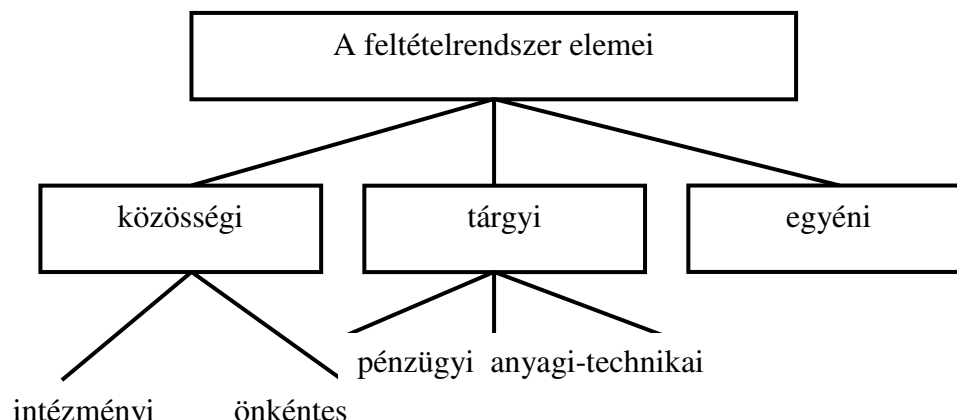 A feltételrendszer elemei
közösségi
tárgyi
egyéni
pénzügyi anyagi-technikai
intézményi önkéntes